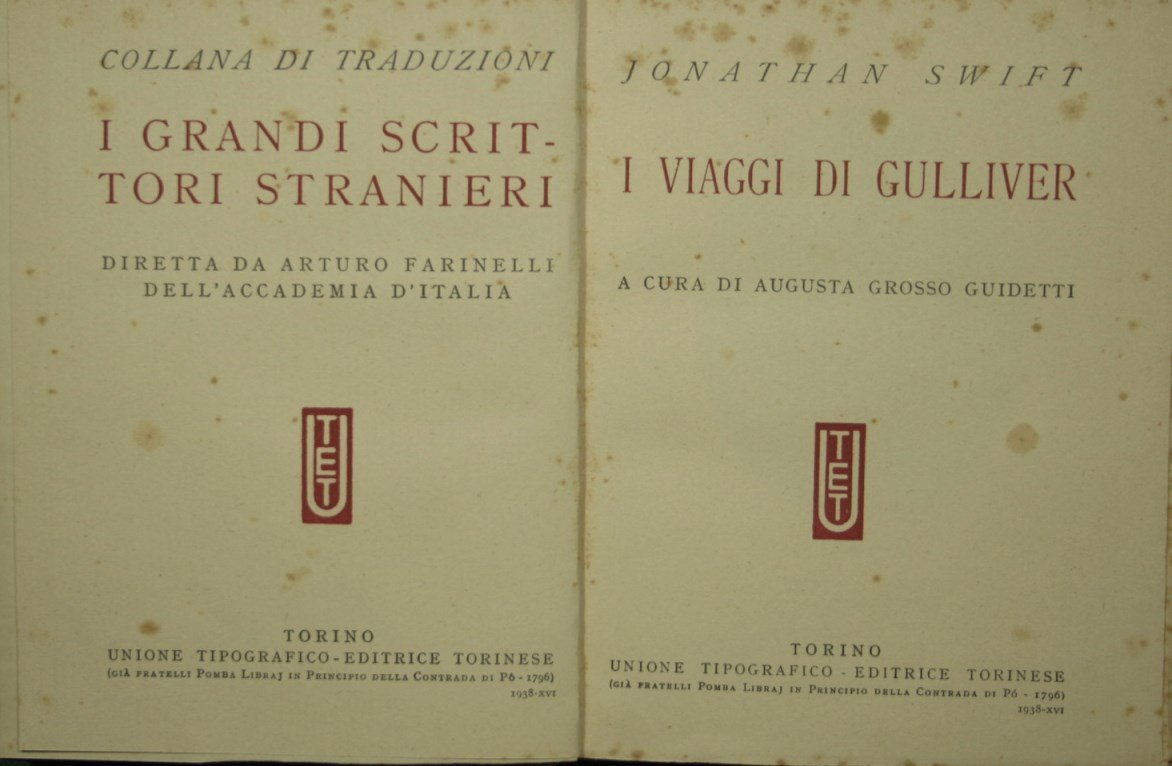 COLLANA DI TRADUZIONI
I GRANDI SCRIT-
TORI STRANIERI
DIRETTA DA ARTURO FARINELLI
DELL'ACCADEMIA D'ITALIA
UTET
TORINO
UNIONE TIPOGRAFICO-EDITRICE TORINESE
(GIÀ FRATELLI POMBA LIBRAJ IN PRINCIPIO DELLA CONTRADA DI PÒ - 1796)
1938-XVI
JONATHAN SWIFT
I VIAGGI DI GULLIVER
A CURA DI AUGUSTA GROSSO GUIDETTI
UTET
TORINO
UNIONE TIPOGRAFICO - EDITRICE TORINESE
(GIÀ FRATELLI POMBA LIBRAJ IN PRINCIPIO DELLA CONTRADA DI PÒ - 1796)
1938-XVI